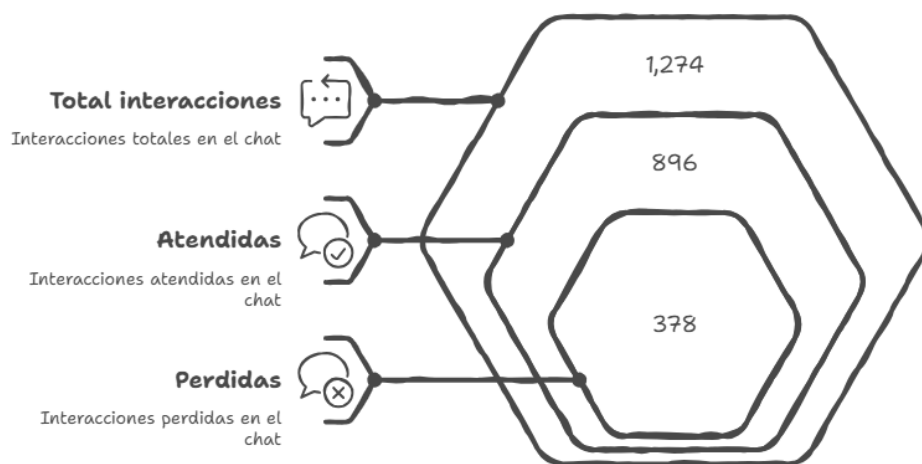 1,274
Total interacciones
Interacciones totales en el chat
896
Atendidas
Interacciones atendidas en el
chat
378
Perdidas
Interacciones perdidas en el
chat